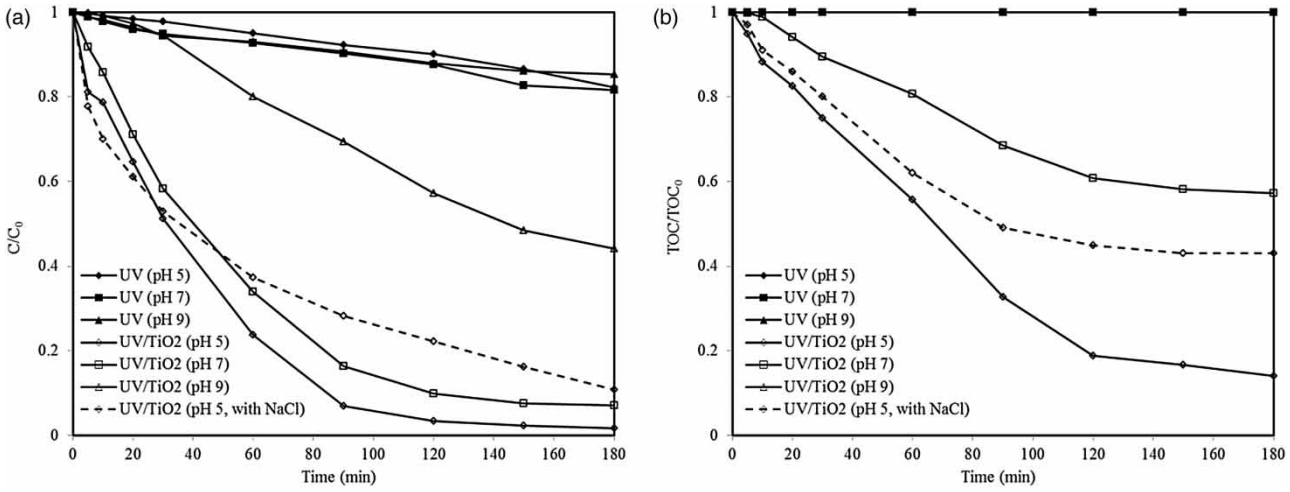 (a)
1
0.8
0.6
0.4
0.2
0
C/C0
UV (pH 5)
UV (pH 7)
UV (pH 9)
UV/TiO2 (pH 5)
UV/TiO2 (pH 7)
UV/TiO2 (pH 9)
UV/TiO2 (pH 5, with NaCl)
0 20 40 60 80 100 120 140 160 180
Time (min)
(b)
1
0.8
0.6
0.4
0.2
0
TOC/TOC0
UV (pH 5)
UV (pH 7)
UV (pH 9)
UV/TiO2 (pH 5)
UV/TiO2 (pH 7)
UV/TiO2 (pH 9)
UV/TiO2 (pH 5, with NaCl)
0 20 40 60 80 100 120 140 160 180
Time (min)